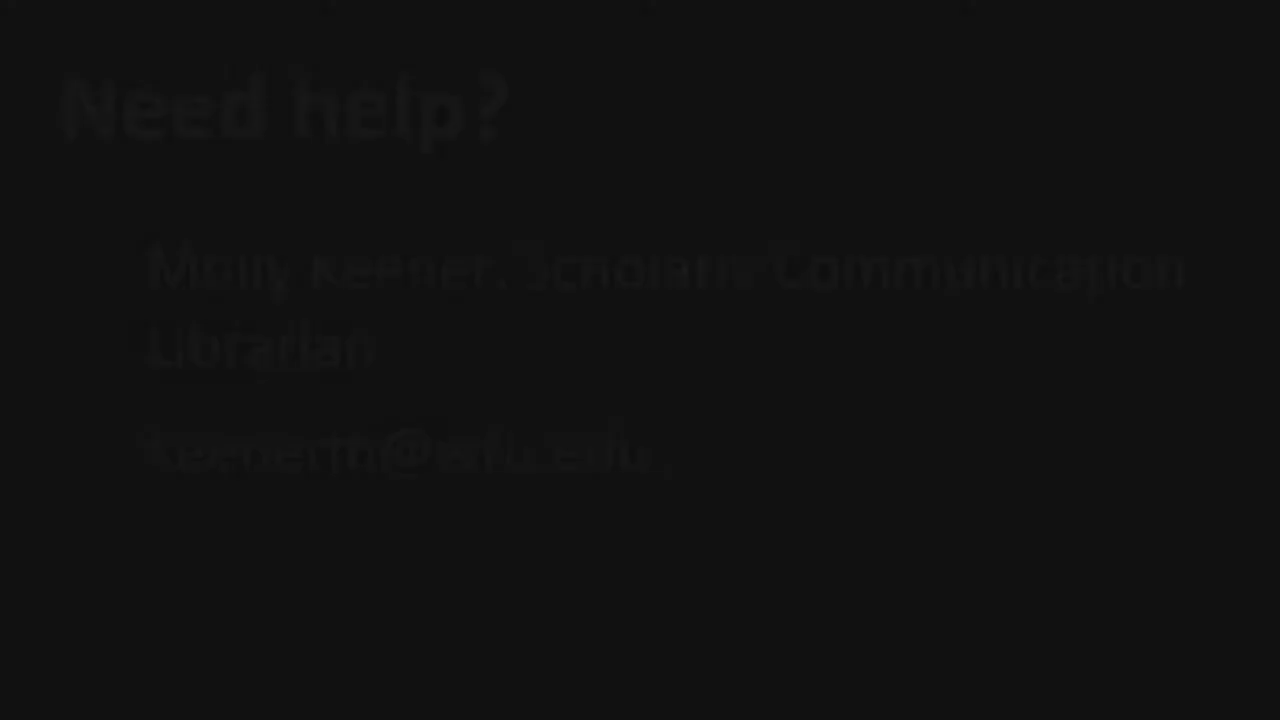 Need help?
Molly Keener, Scholarly Communication
Librarian
keenerm@wfu.edu